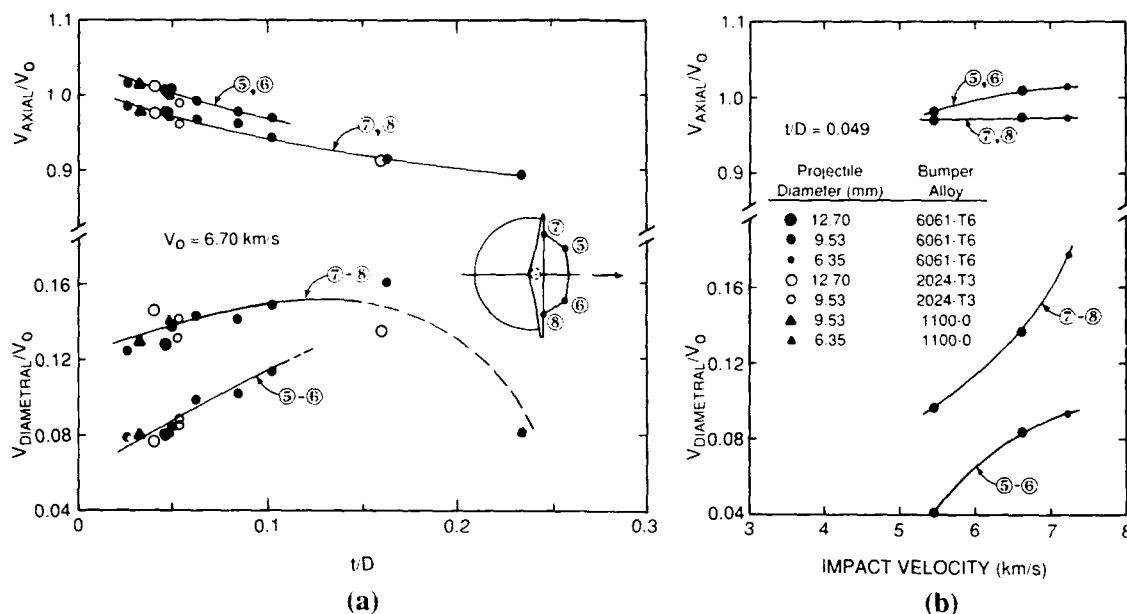 1.1
1.0
0.9
V_AXIAL/V_O
⑤,⑥
⑦,⑧
V_O = 6.70 km/s
⑦
⑤
⑥
⑧
0.16
0.12
0.08
0.04
V_DIAMETRAL/V_O
⑦-⑧
⑤-⑥
0 0.1 0.2 0.3
t/D
(a)
1.1
1.0
0.9
V_AXIAL/V_O
⑤,⑥
⑦,⑧
t/D = 0.049
Projectile Bumper
Diameter (mm) Alloy
● 12.70 6061-T6
● 9.53 6061-T6
● 6.35 6061-T6
○ 12.70 2024-T3
○ 9.53 2024-T3
▲ 9.53 1100-0
▲ 6.35 1100-0
0.16
0.12
0.08
0.04
V_DIAMETRAL/V_O
⑦-⑧
⑤-⑥
3 4 5 6 7 8
IMPACT VELOCITY (km/s)
(b)